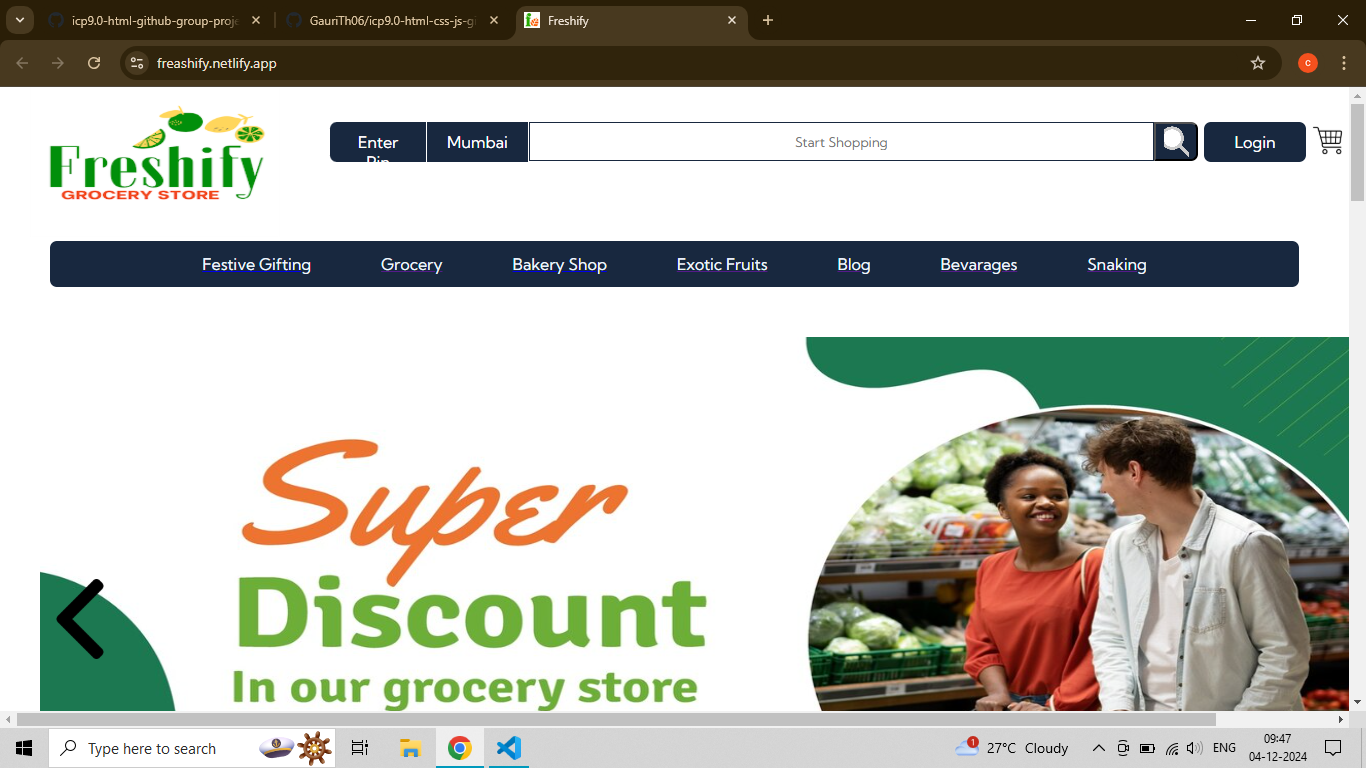 icp9.0-html-github-group-proje
GauriTh06/icp9.0-html-css-js-gi
Freshify
freashify.netlify.app
c
Freshify
GROCERY STORE
Enter
Pin
Mumbai
Start Shopping
Login
Festive Gifting
Grocery
Bakery Shop
Exotic Fruits
Blog
Bevarages
Snaking
Super
Discount
In our grocery store
Type here to search
1
27°C Cloudy
ENG
09:47
04-12-2024